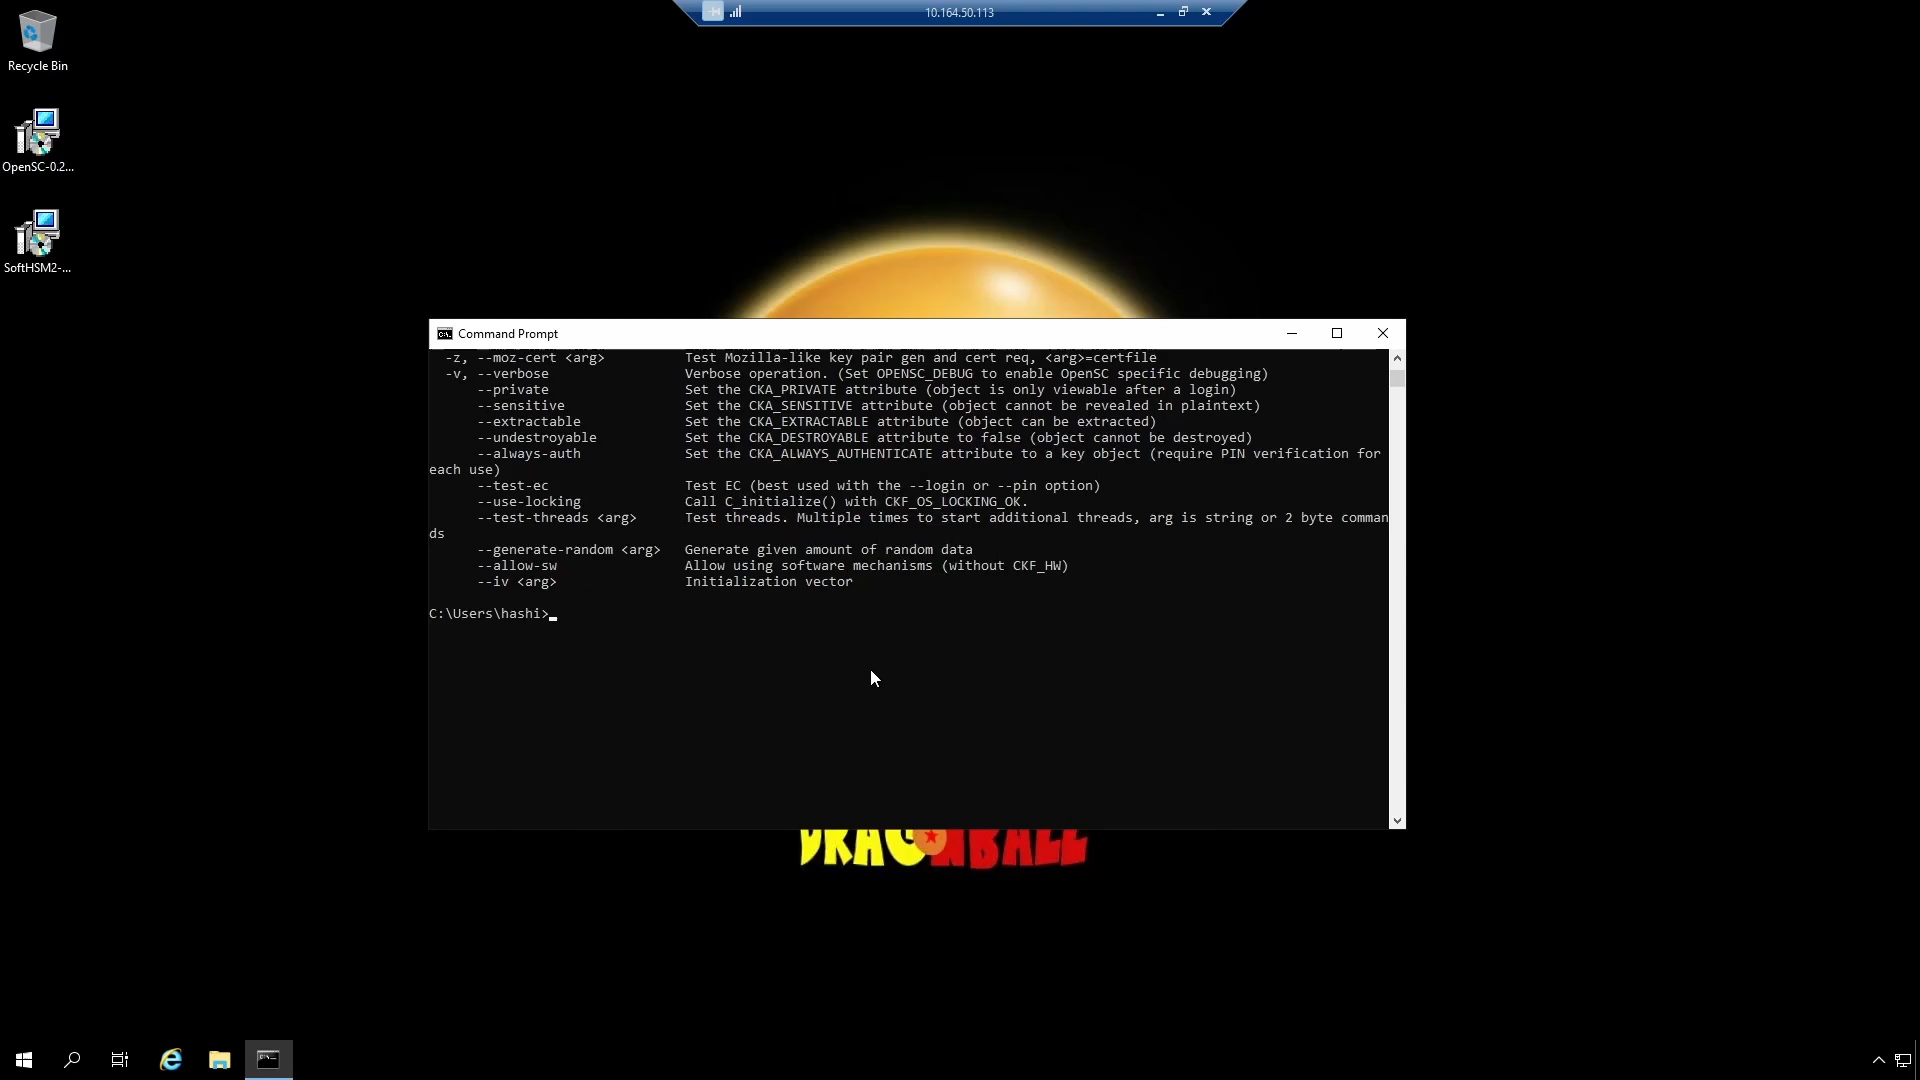 10.164.50.113
Recycle Bin
OpenSC-0.2...
SoftHSM2-...
Command Prompt
-z, --moz-cert <arg> Test Mozilla-like key pair gen and cert req, <arg>=certfile
-v, --verbose Verbose operation. (Set OPENSC_DEBUG to enable OpenSC specific debugging)
--private Set the CKA_PRIVATE attribute (object is only viewable after a login)
--sensitive Set the CKA_SENSITIVE attribute (object cannot be revealed in plaintext)
--extractable Set the CKA_EXTRACTABLE attribute (object can be extracted)
--undestroyable Set the CKA_DESTROYABLE attribute to false (object cannot be destroyed)
--always-auth Set the CKA_ALWAYS_AUTHENTICATE attribute to a key object (require PIN verification for
each use)
--test-ec Test EC (best used with the --login or --pin option)
--use-locking Call C_initialize() with CKF_OS_LOCKING_OK.
--test-threads <arg> Test threads. Multiple times to start additional threads, arg is string or 2 byte comman
ds
--generate-random <arg> Generate given amount of random data
--allow-sw Allow using software mechanisms (without CKF_HW)
--iv <arg> Initialization vector
C:\Users\hashi>
DRAGONBALL